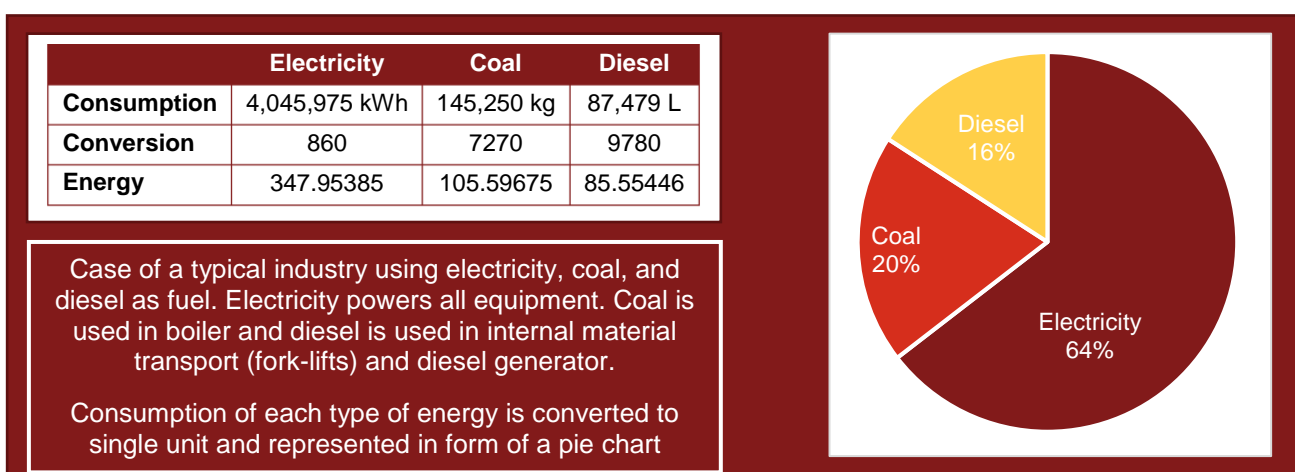 Electricity Coal Diesel
Consumption 4,045,975 kWh 145,250 kg 87,479 L
Conversion 860 7270 9780
Energy 347.95385 105.59675 85.55446
Case of a typical industry using electricity, coal, and
diesel as fuel. Electricity powers all equipment. Coal is
used in boiler and diesel is used in internal material
transport (fork-lifts) and diesel generator.
Consumption of each type of energy is converted to
single unit and represented in form of a pie chart
Diesel
16%
Coal
20%
Electricity
64%